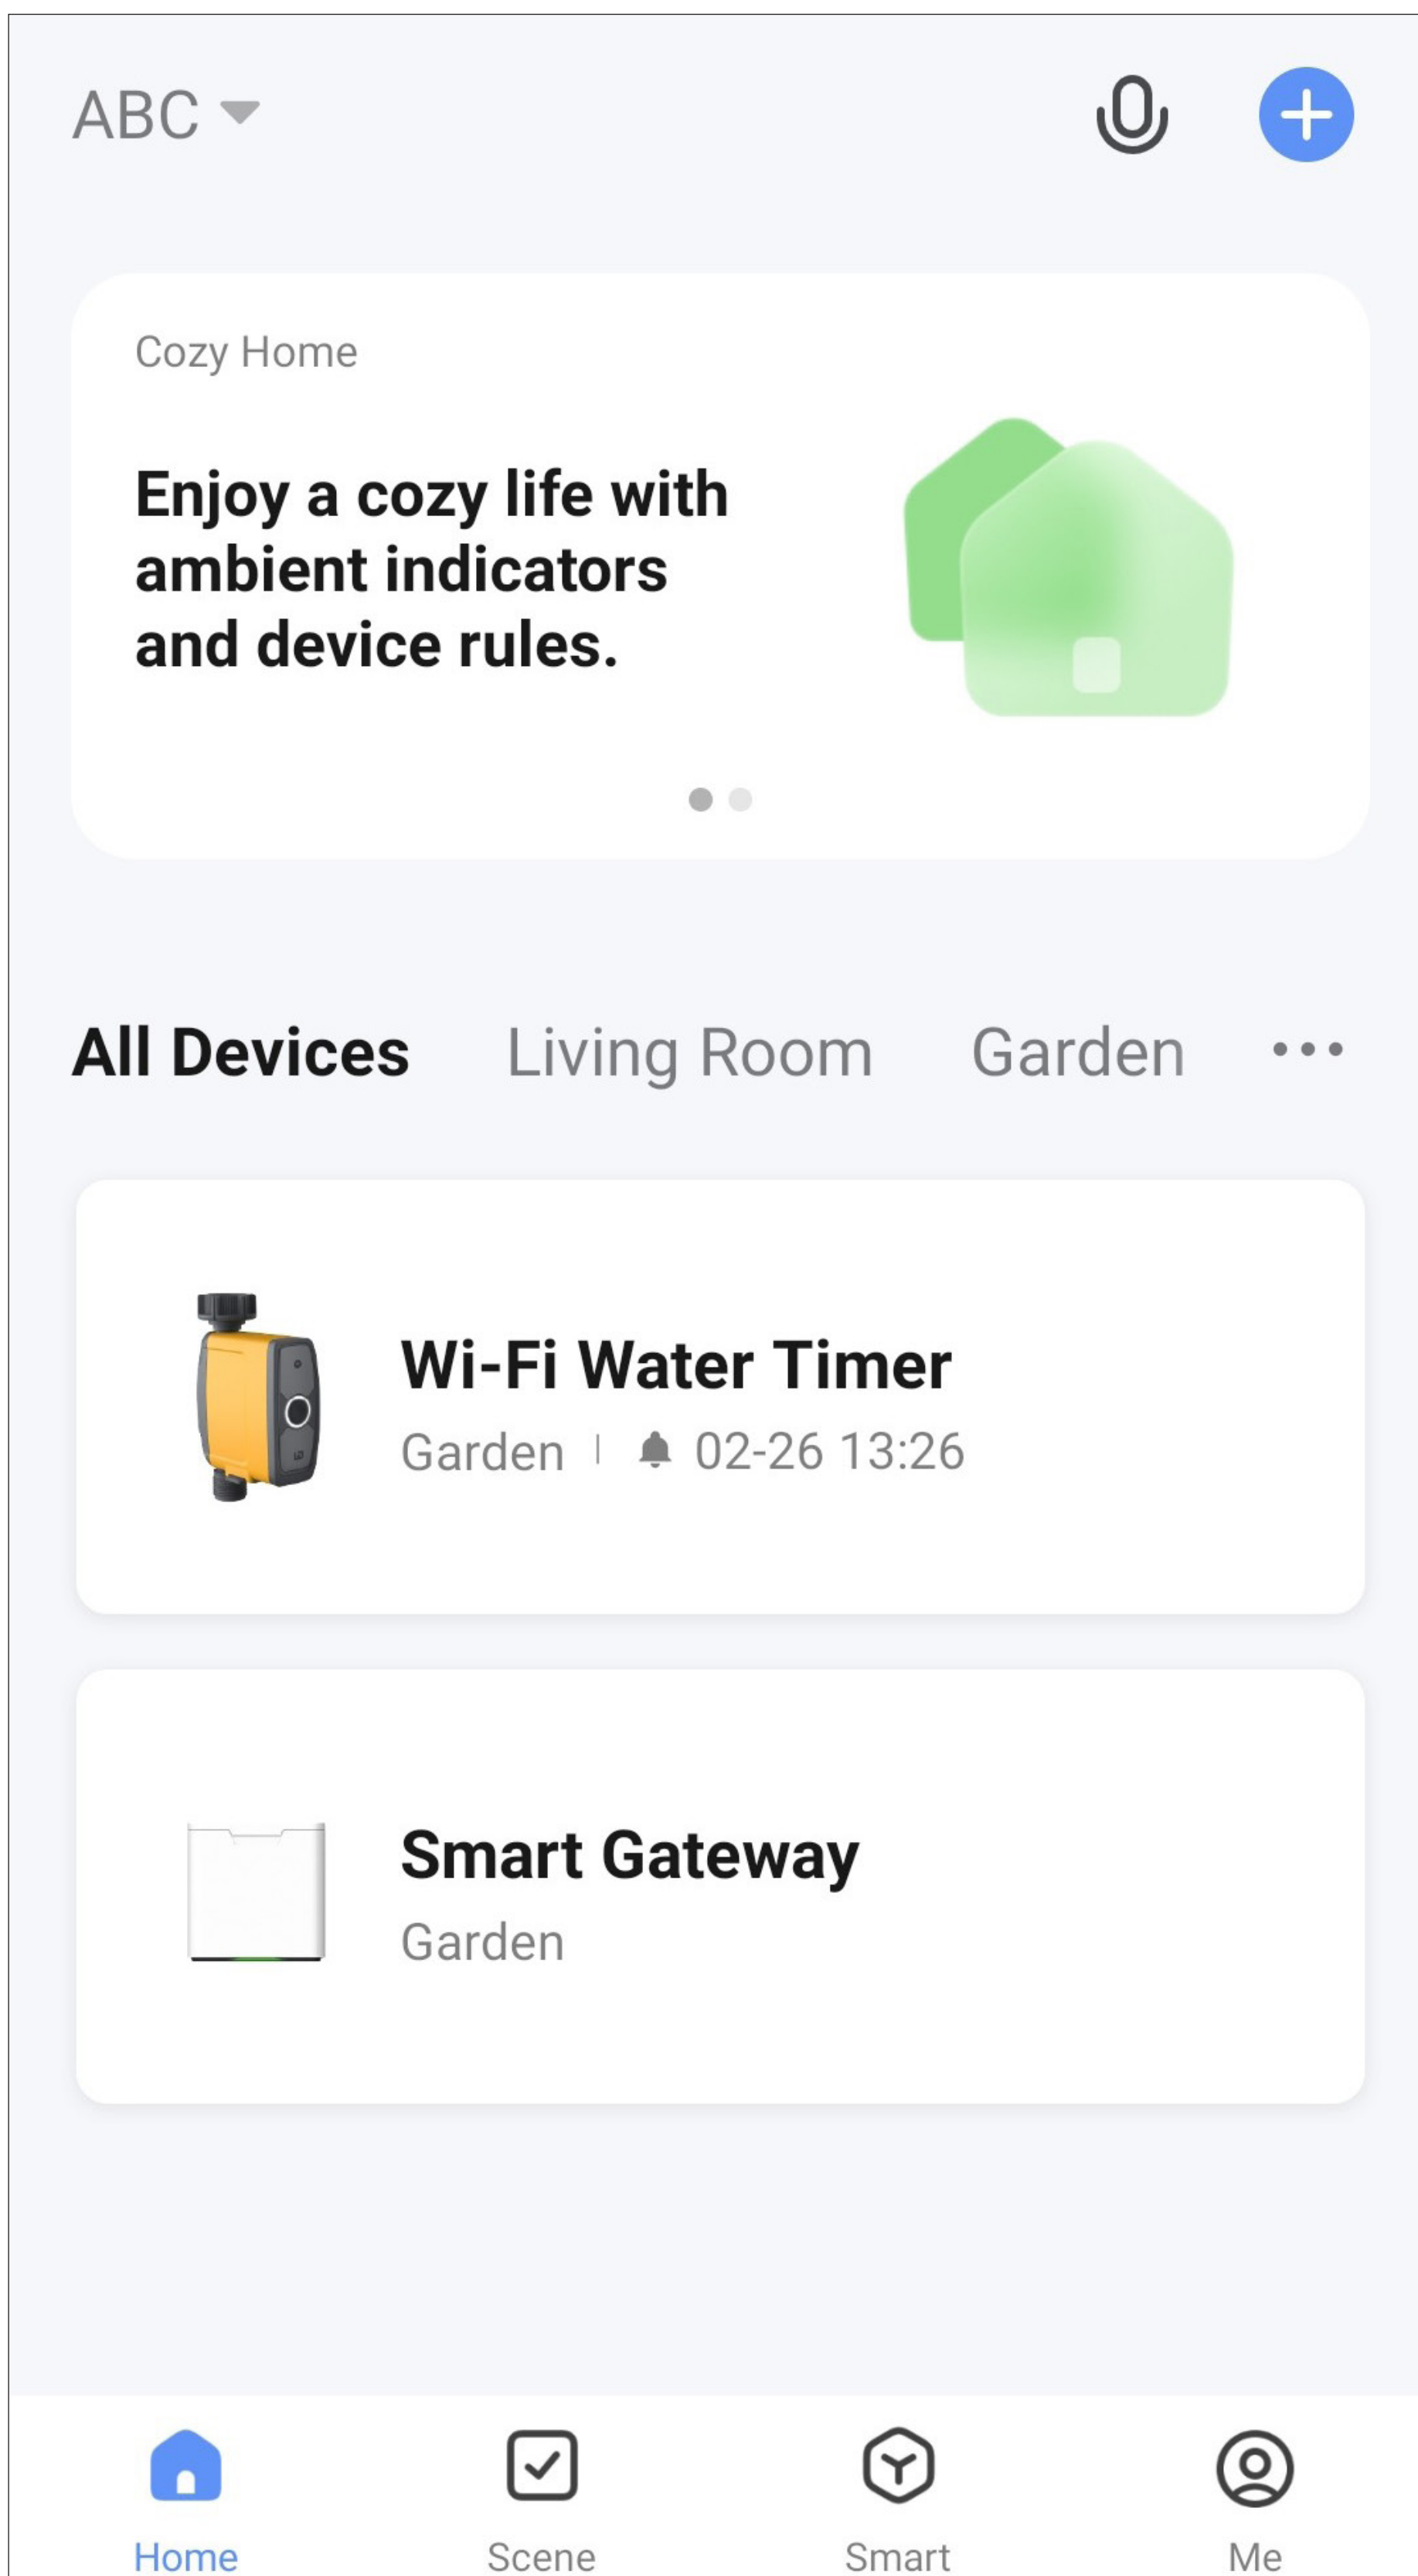 ABC
Cozy Home
Enjoy a cozy life with
ambient indicators
and device rules.
All Devices Living Room Garden
Wi-Fi Water Timer
Garden 02-26 13:26
Smart Gateway
Garden
Home Scene Smart Me